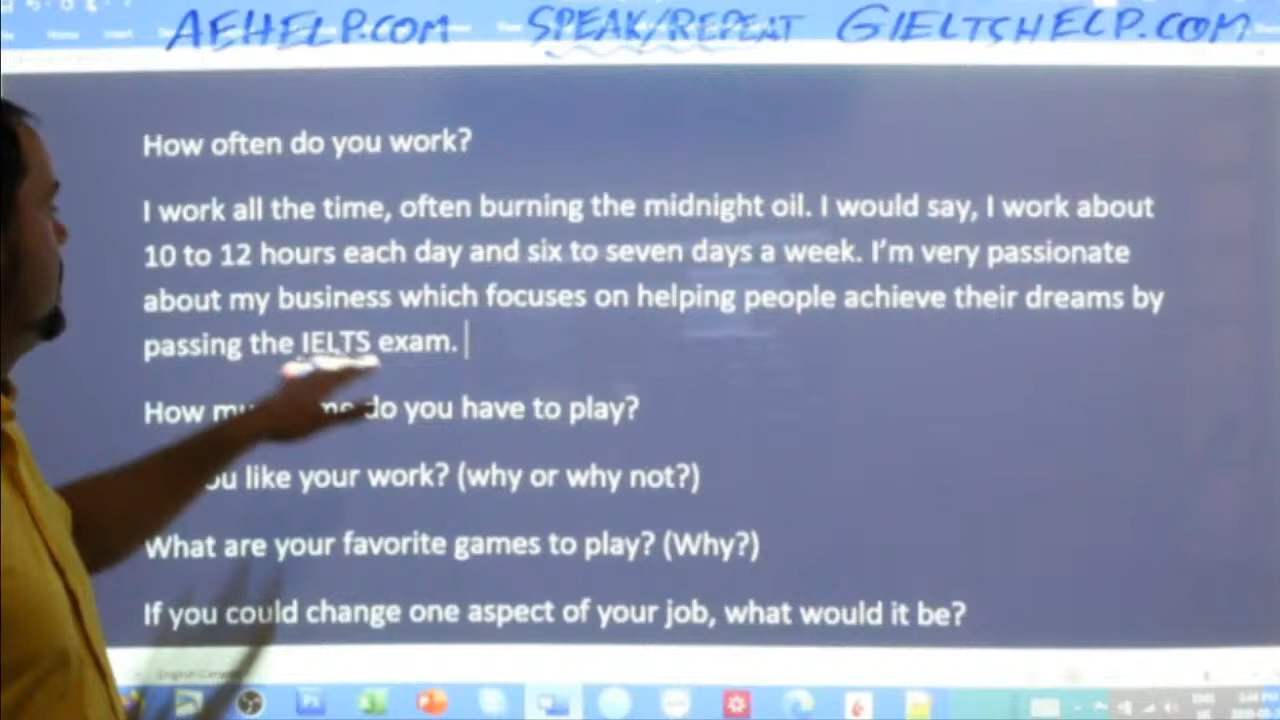 AEHELP.COM SPEAK/REPEAT GIELTSHELP.COM
How often do you work?
I work all the time, often burning the midnight oil. I would say, I work about
10 to 12 hours each day and six to seven days a week. I'm very passionate
about my business which focuses on helping people achieve their dreams by
passing the IELTS exam.
How do you have to play?
like your work? (why or why not?)
What are your favorite games to play? (Why?)
If you could change one aspect of your job, what would it be?